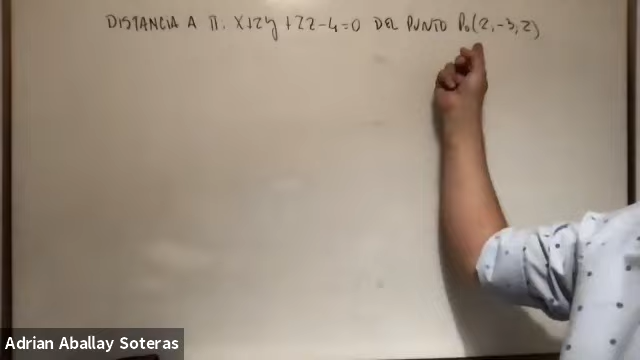 DISTANCIA A π: X+2y+2z-4=0 DEL PUNTO P₀(2,-3,2)
Adrian Aballay Soteras